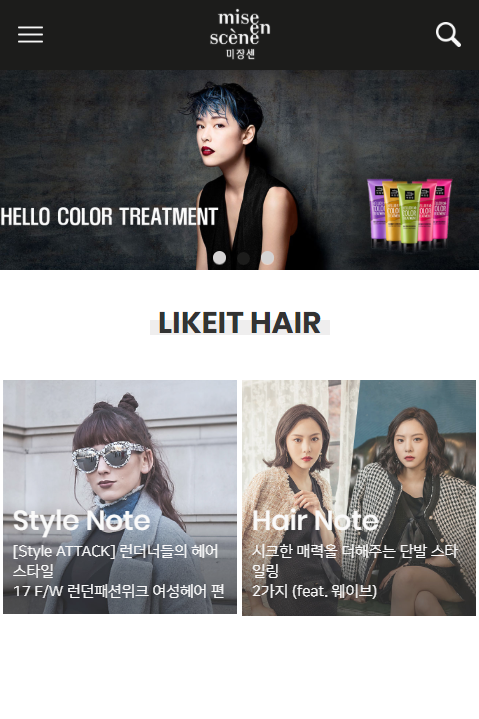 mise
en
scène
미쟝센
HELLO COLOR TREATMENT
LIKEIT HAIR
Style Note
[Style ATTACK] 런더너들의 헤어
스타일
17 F/W 런던패션위크 여성헤어 편
Hair Note
시크한 매력을 더해주는 단발 스타
일링
2가지 (feat. 웨이브)